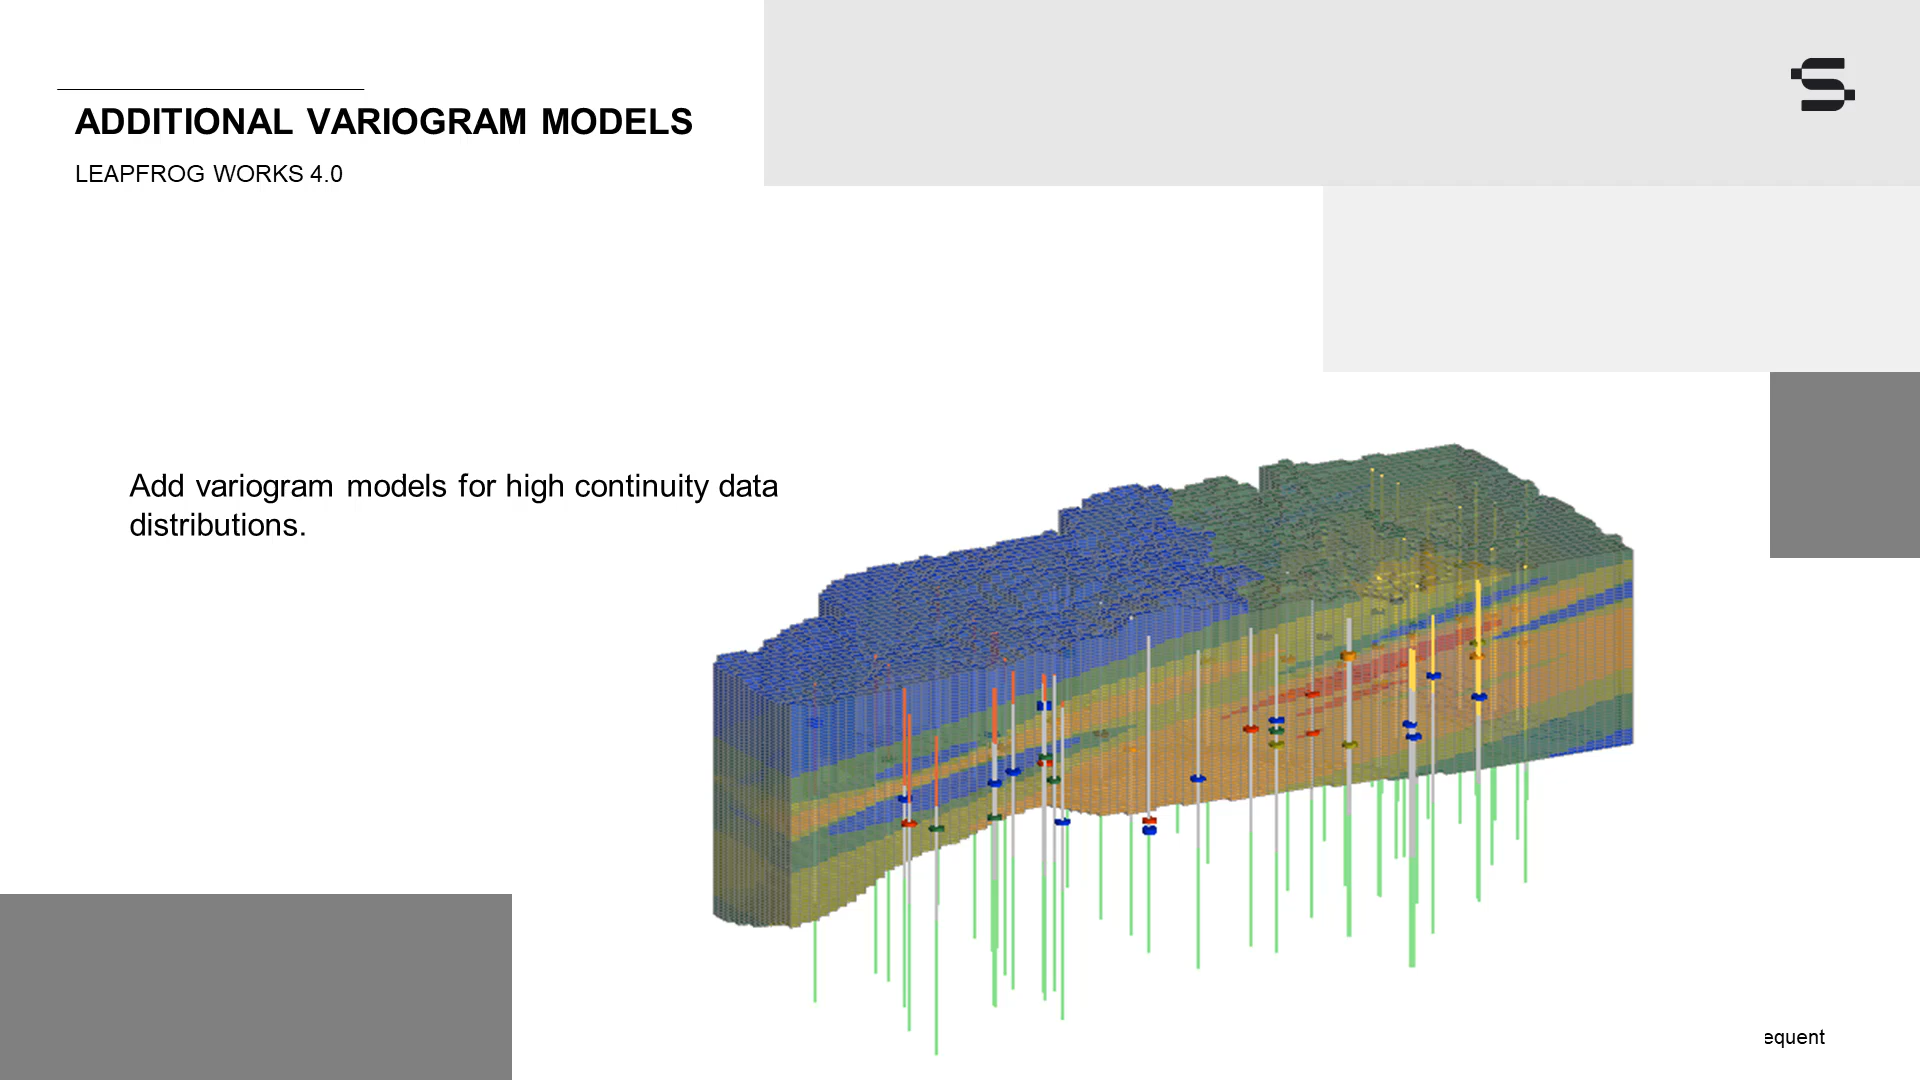 ADDITIONAL VARIOGRAM MODELS
LEAPFROG WORKS 4.0
Add variogram models for high continuity data
distributions.
equent